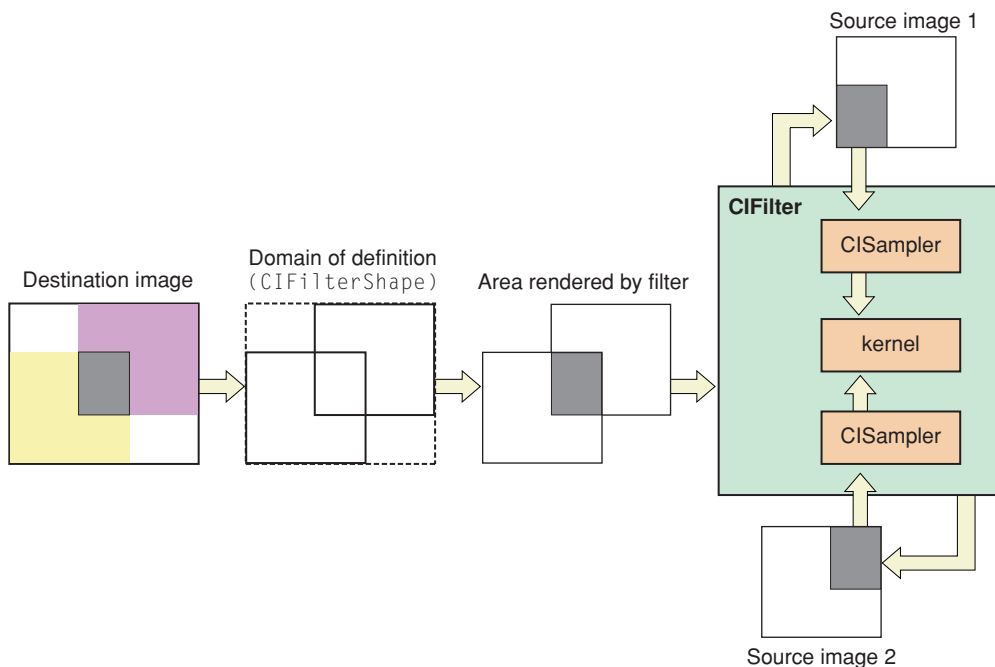 Source image 1
CIFilter
CISampler
Domain of definition
(CIFilterShape)
Destination image
Area rendered by filter
kernel
CISampler
Source image 2